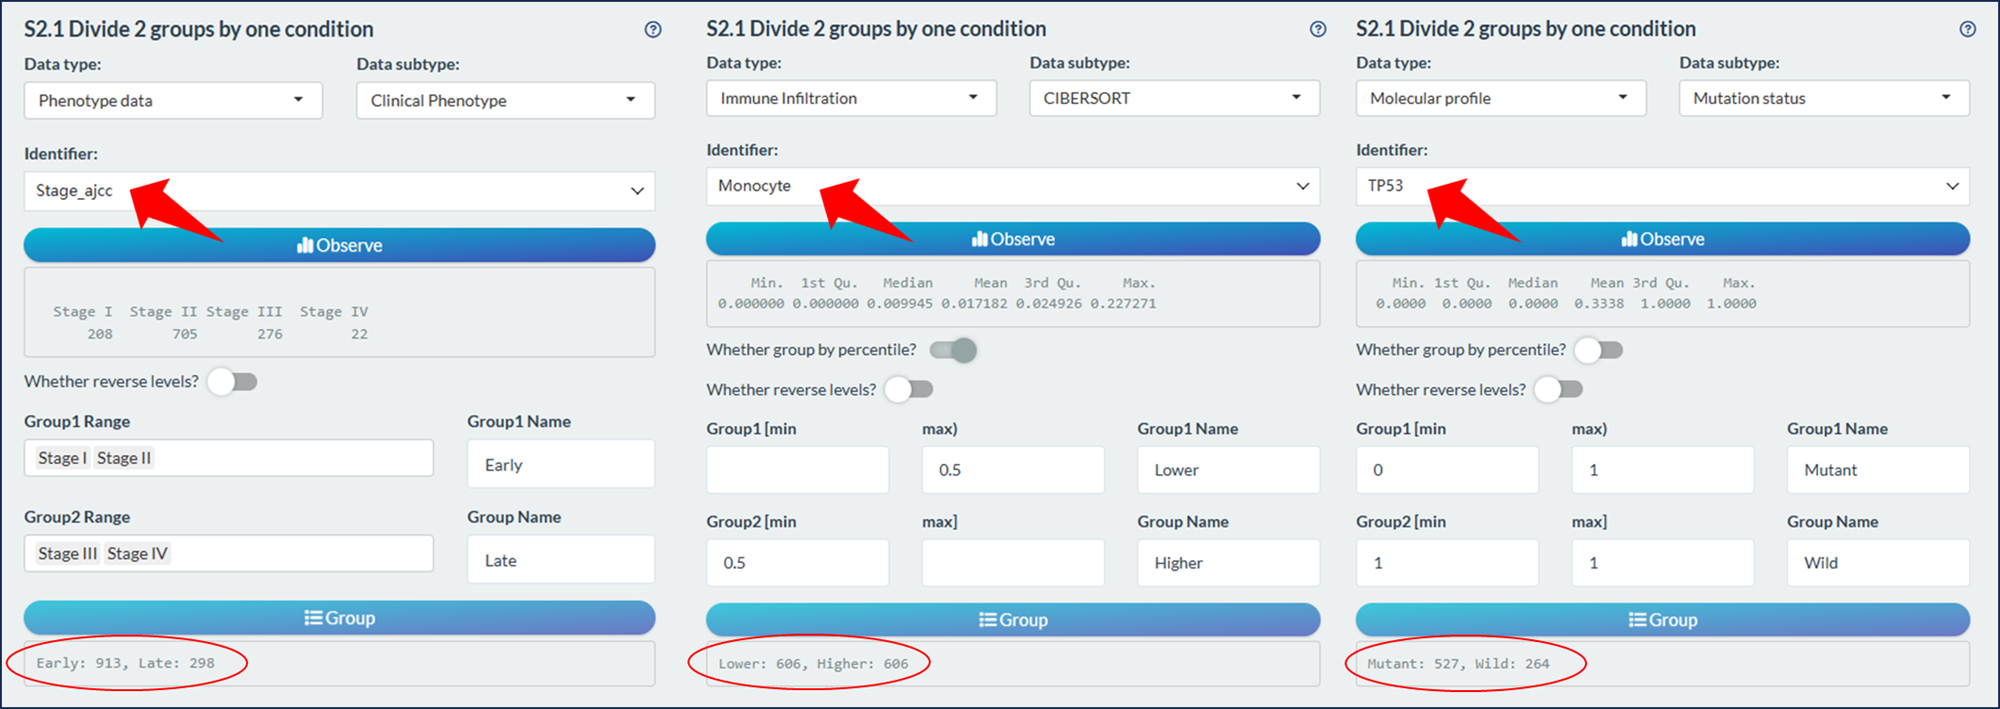 S2.1 Divide 2 groups by one condition
Data type: Data subtype:
Phenotype data Clinical Phenotype
Identifier:
Stage_ajcc
Observe
Stage I Stage II Stage III Stage IV
208 705 276 22
Whether reverse levels?
Group1 Range Group1 Name
Stage I Stage II Early
Group2 Range Group Name
Stage III Stage IV Late
Group
Early: 913, Late: 298
S2.1 Divide 2 groups by one condition
Data type: Data subtype:
Immune Infiltration CIBERSORT
Identifier:
Monocyte
Observe
Min. 1st Qu. Median Mean 3rd Qu. Max.
0.000000 0.000000 0.009945 0.017182 0.024926 0.227271
Whether group by percentile?
Whether reverse levels?
Group1 [min max) Group1 Name
0.5 Lower
Group2 [min max] Group Name
0.5 Higher
Group
Lower: 606, Higher: 606
S2.1 Divide 2 groups by one condition
Data type: Data subtype:
Molecular profile Mutation status
Identifier:
TP53
Observe
Min. 1st Qu. Median Mean 3rd Qu. Max.
0.0000 0.0000 0.0000 0.3338 1.0000 1.0000
Whether group by percentile?
Whether reverse levels?
Group1 [min max) Group1 Name
0 1 Mutant
Group2 [min max] Group Name
1 1 Wild
Group
Mutant: 527, Wild: 264